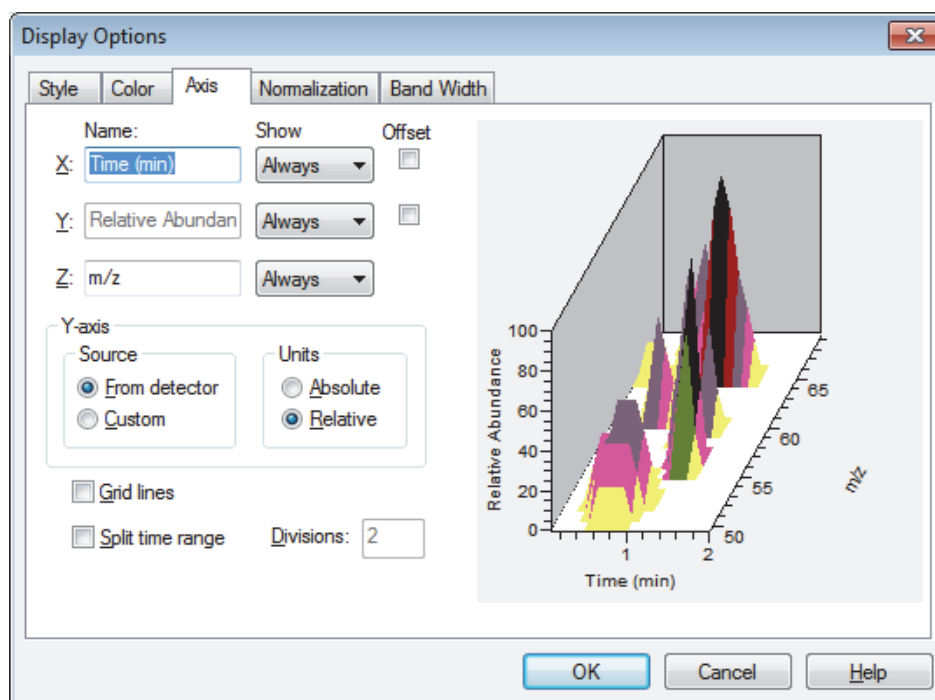 Display Options
Style Color Axis Normalization Band Width
Name: Show Offset
X: Time (min) Always
Y: Relative Abundan Always
Z: m/z Always
Y-axis
Source Units
From detector Absolute
Custom Relative
Grid lines
Split time range Divisions: 2
Relative Abundance
100
80
60
40
20
0
1 2
Time (min)
50
55
60
65
m/z
OK Cancel Help